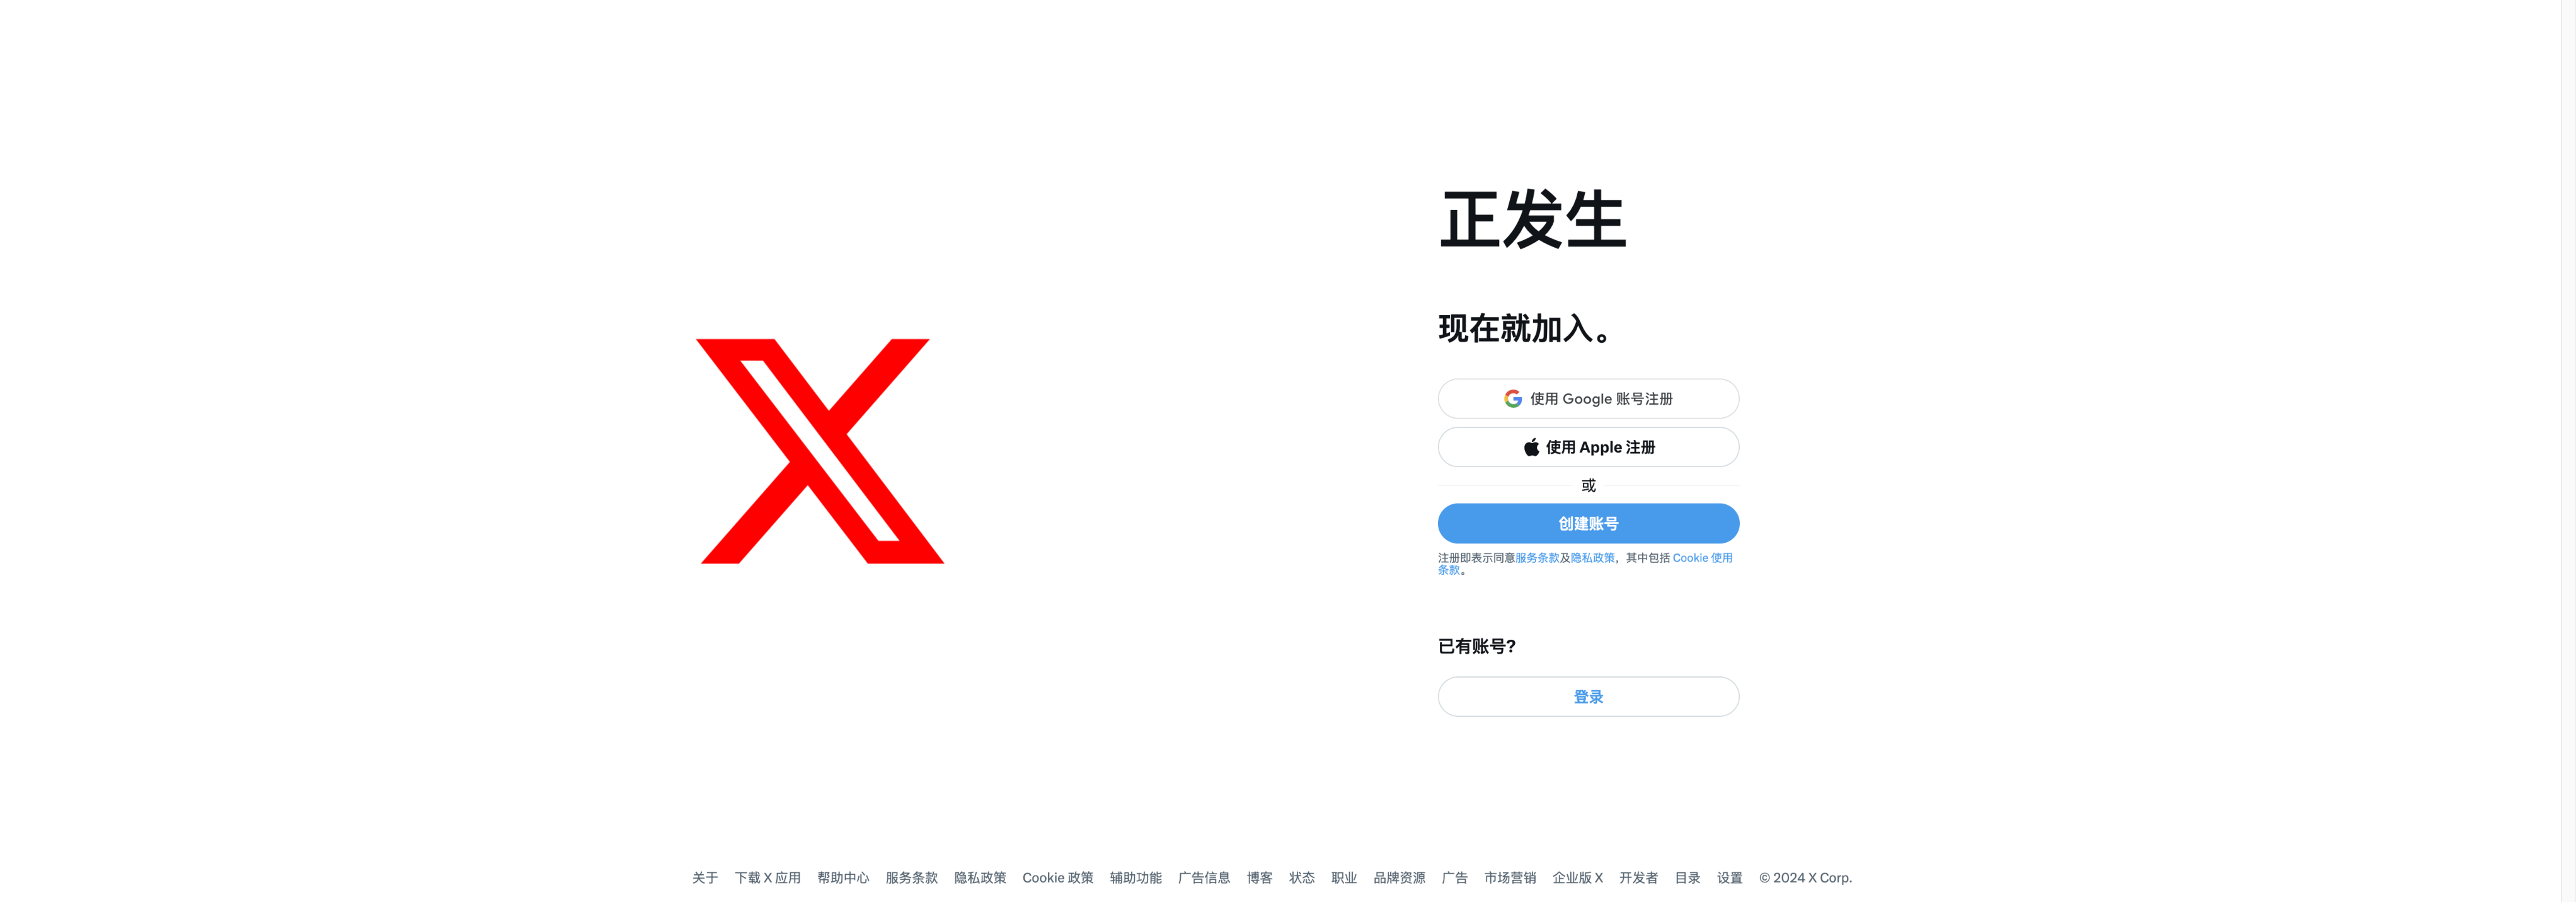 正发生
现在就加入。
使用 Google 账号注册
使用 Apple 注册
或
创建账号
注册即表示同意服务条款及隐私政策，其中包括 Cookie 使用
条款。
已有账号？
登录
关于 下载 X 应用 帮助中心 服务条款 隐私政策 Cookie 政策 辅助功能 广告信息 博客 状态 职业 品牌资源 广告 市场营销 企业版 X 开发者 目录 设置 © 2024 X Corp.